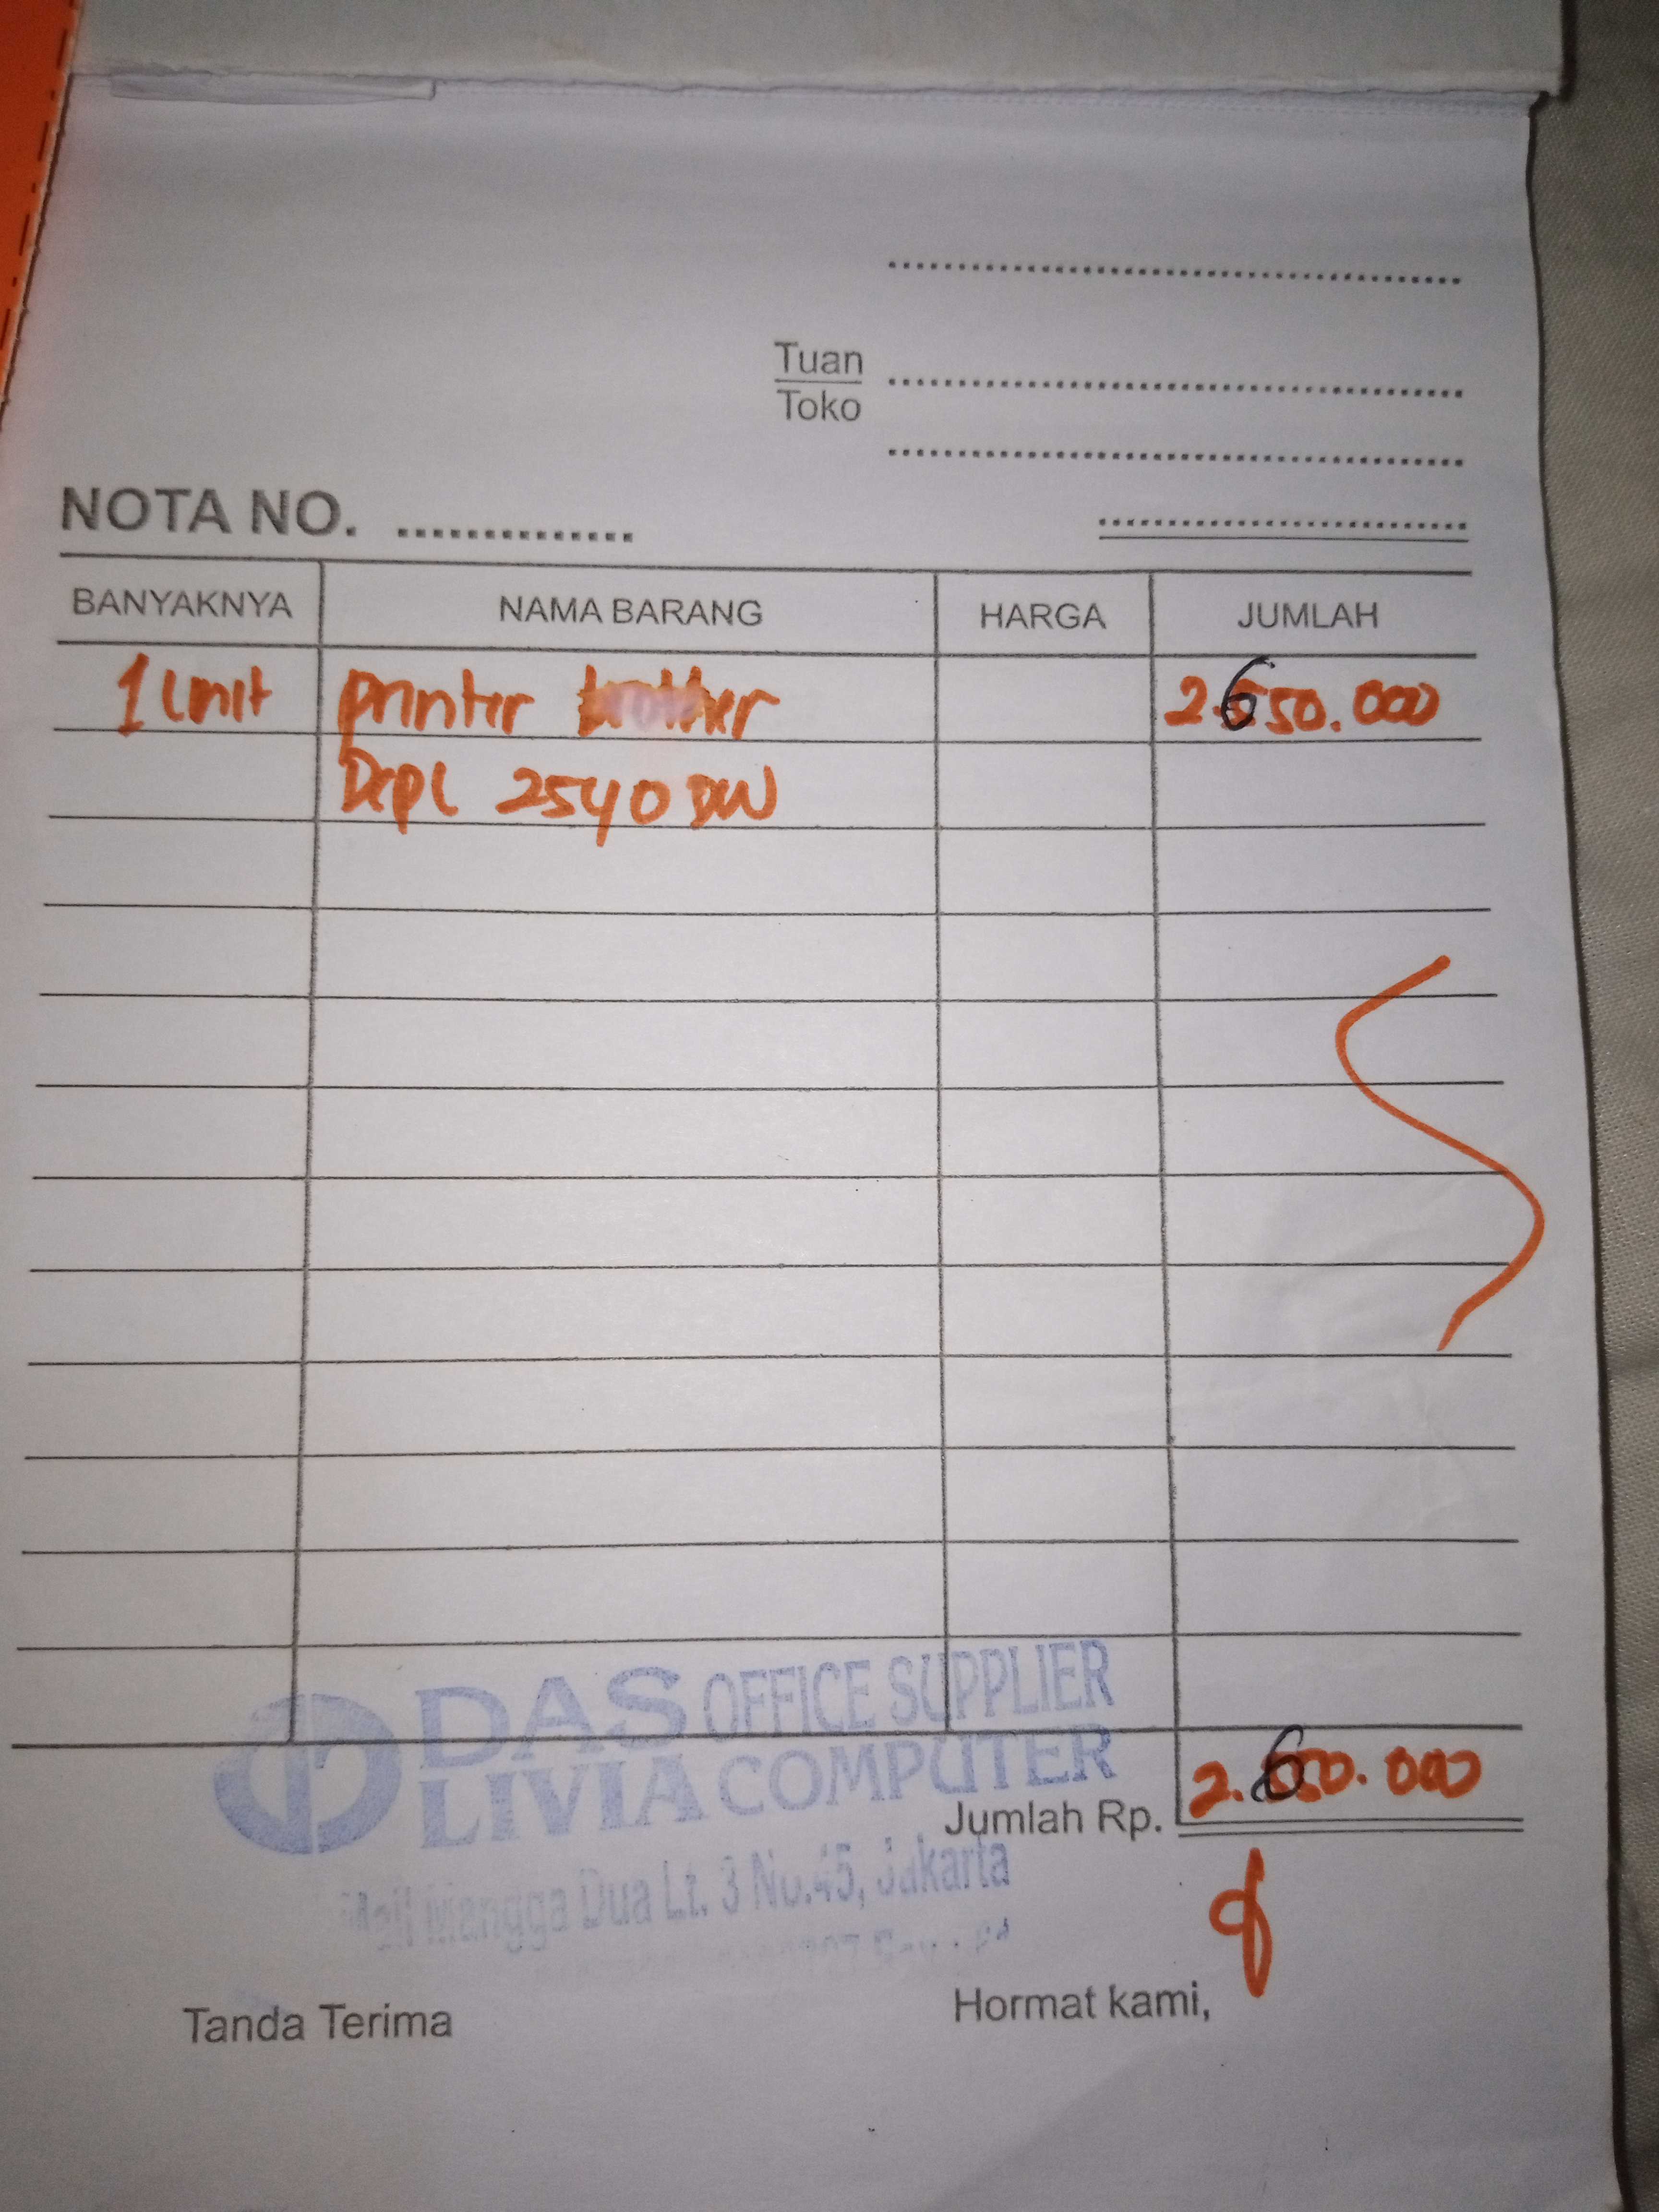 Tuan
Toko
NOTA NO.
BANYAKNYA NAMA BARANG HARGA JUMLAH
1 Unit printer brother 2.650.000
Dcpl 2540 DW
DAS OFFICE SUPPLIER
LIVIA COMPUTER
Jumlah Rp. 2.650.000
Mall Mangga Dua Lt. 3 No.45, Jakarta
Tanda Terima Hormat kami,